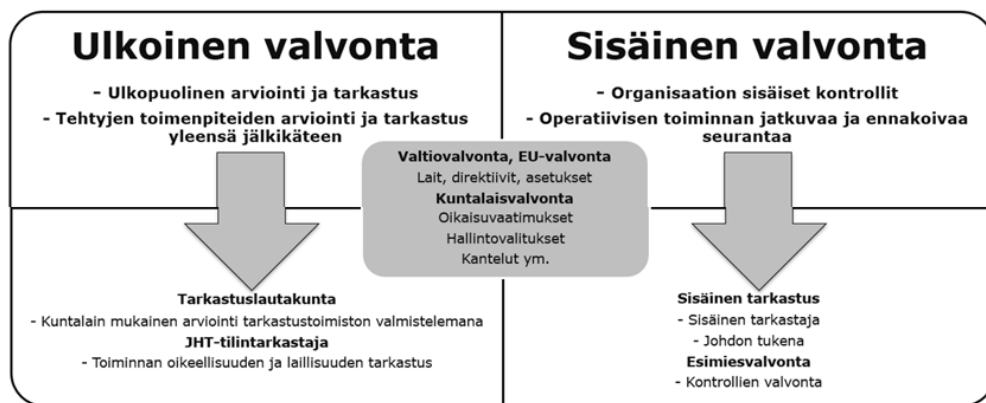 Ulkoinen valvonta
- Ulkopuolinen arviointi ja tarkastus
- Tehtyjen toimenpiteiden arviointi ja tarkastus
yleensä jälkikäteen
Sisäinen valvonta
- Organisaation sisäiset kontrollit
- Operatiivisen toiminnan jatkuvaa ja ennakoivaa
seurantaa
Valtiovalvonta, EU-valvonta
Lait, direktiivit, asetukset
Kuntalaisvalvonta
Oikaisuvaatimukset
Hallintovalitukset
Kantelut ym.
Tarkastuslautakunta
- Kuntalain mukainen arviointi tarkastustoimiston valmistelemana
JHT-tilintarkastaja
- Toiminnan oikeellisuuden ja laillisuuden tarkastus
Sisäinen tarkastus
- Sisäinen tarkastaja
- Johdon tukena
Esimiesvalvonta
- Kontrollien valvonta